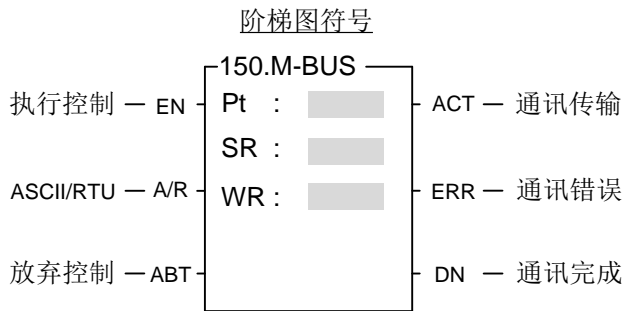 阶梯图符号
150.M-BUS
执行控制 EN Pt : ACT 通讯传输
SR :
ASCII/RTU A/R WR : ERR 通讯错误
放弃控制 ABT DN 通讯完成